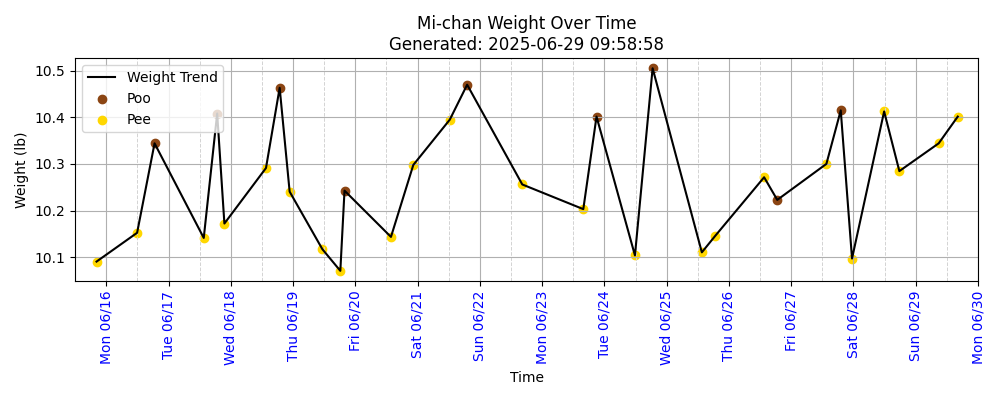 Mi-chan Weight Over Time
Generated: 2025-06-29 09:58:58
Weight Trend
Poo
Pee
10.5
10.4
10.3
10.2
10.1
Weight (lb)
Mon 06/16
Tue 06/17
Wed 06/18
Thu 06/19
Fri 06/20
Sat 06/21
Sun 06/22
Mon 06/23
Tue 06/24
Wed 06/25
Thu 06/26
Fri 06/27
Sat 06/28
Sun 06/29
Mon 06/30
Time